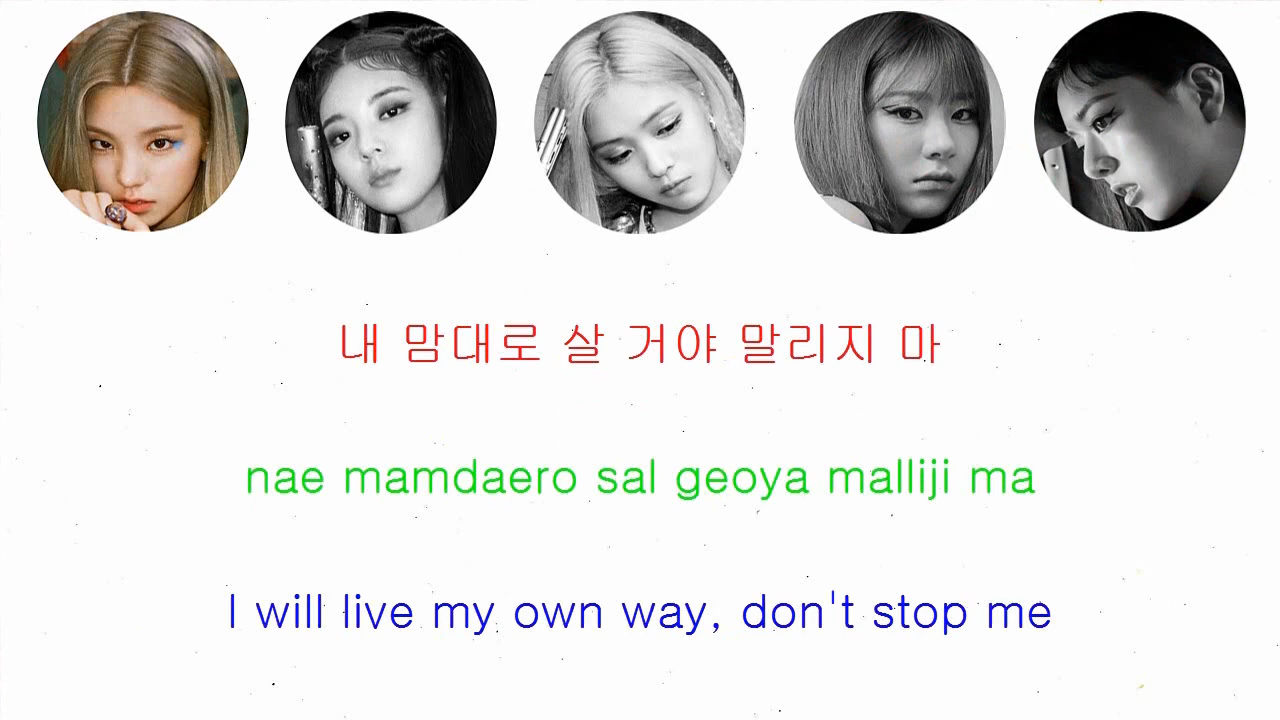 내 맘대로 살 거야 말리지 마
nae mamdaero sal geoya malliji ma
I will live my own way, don't stop me